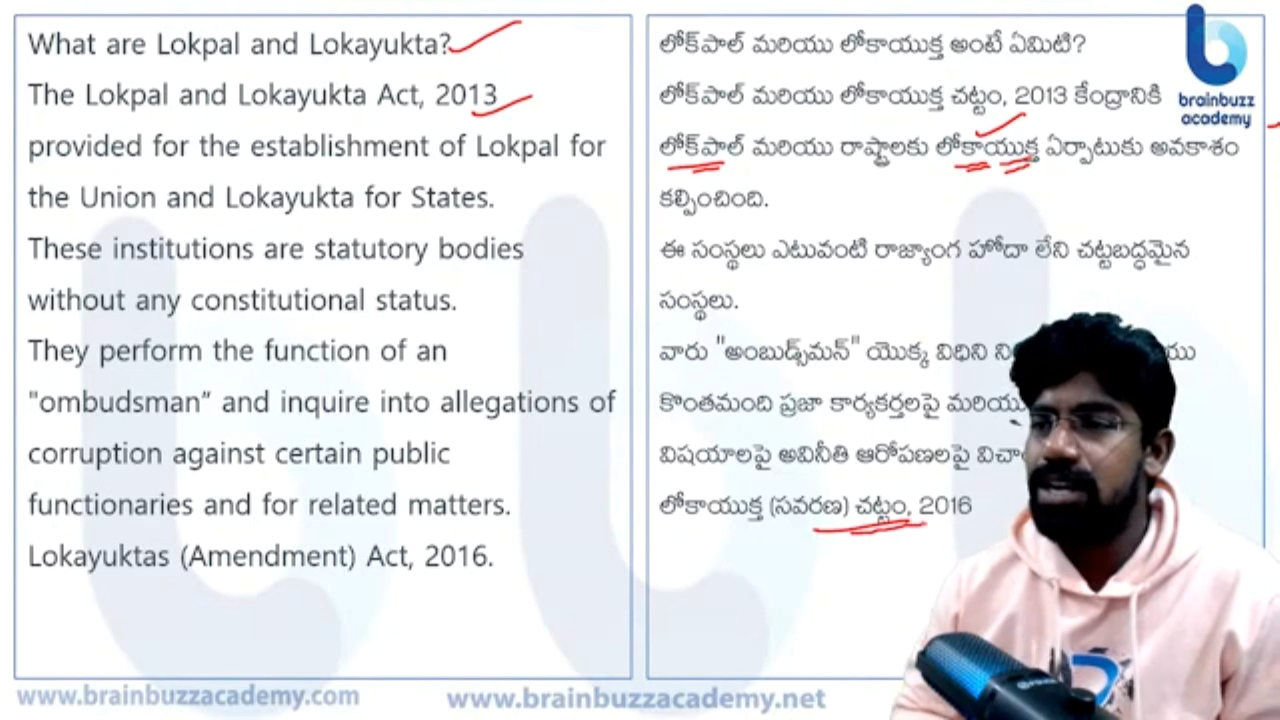 What are Lokpal and Lokayukta?
The Lokpal and Lokayukta Act, 2013
provided for the establishment of Lokpal for
the Union and Lokayukta for States.
These institutions are statutory bodies
without any constitutional status.
They perform the function of an
"ombudsman” and inquire into allegations of
corruption against certain public
functionaries and for related matters.
Lokayuktas (Amendment) Act, 2016.
లోక్‌పాల్ మరియు లోకాయుక్త అంటే ఏమిటి?
లోక్‌పాల్ మరియు లోకాయుక్త చట్టం, 2013 కేంద్రానికి
లోక్‌పాల్ మరియు రాష్ట్రాలకు లోకాయుక్త ఏర్పాటుకు అవకాశం
కల్పించింది.
ఈ సంస్థలు ఎటువంటి రాజ్యాంగ హోదా లేని చట్టబద్ధమైన
సంస్థలు.
వారు "అంబుడ్స్‌మన్" యొక్క విధిని
కొంతమంది ప్రజా కార్యకర్తలపై మరియు
విషయాలపై అవినీతి ఆరోపణలపై
లోకాయుక్త (సవరణ) చట్టం, 2016
brainbuzz
academy
www.brainbuzzacademy.com
www.brainbuzzacademy.net